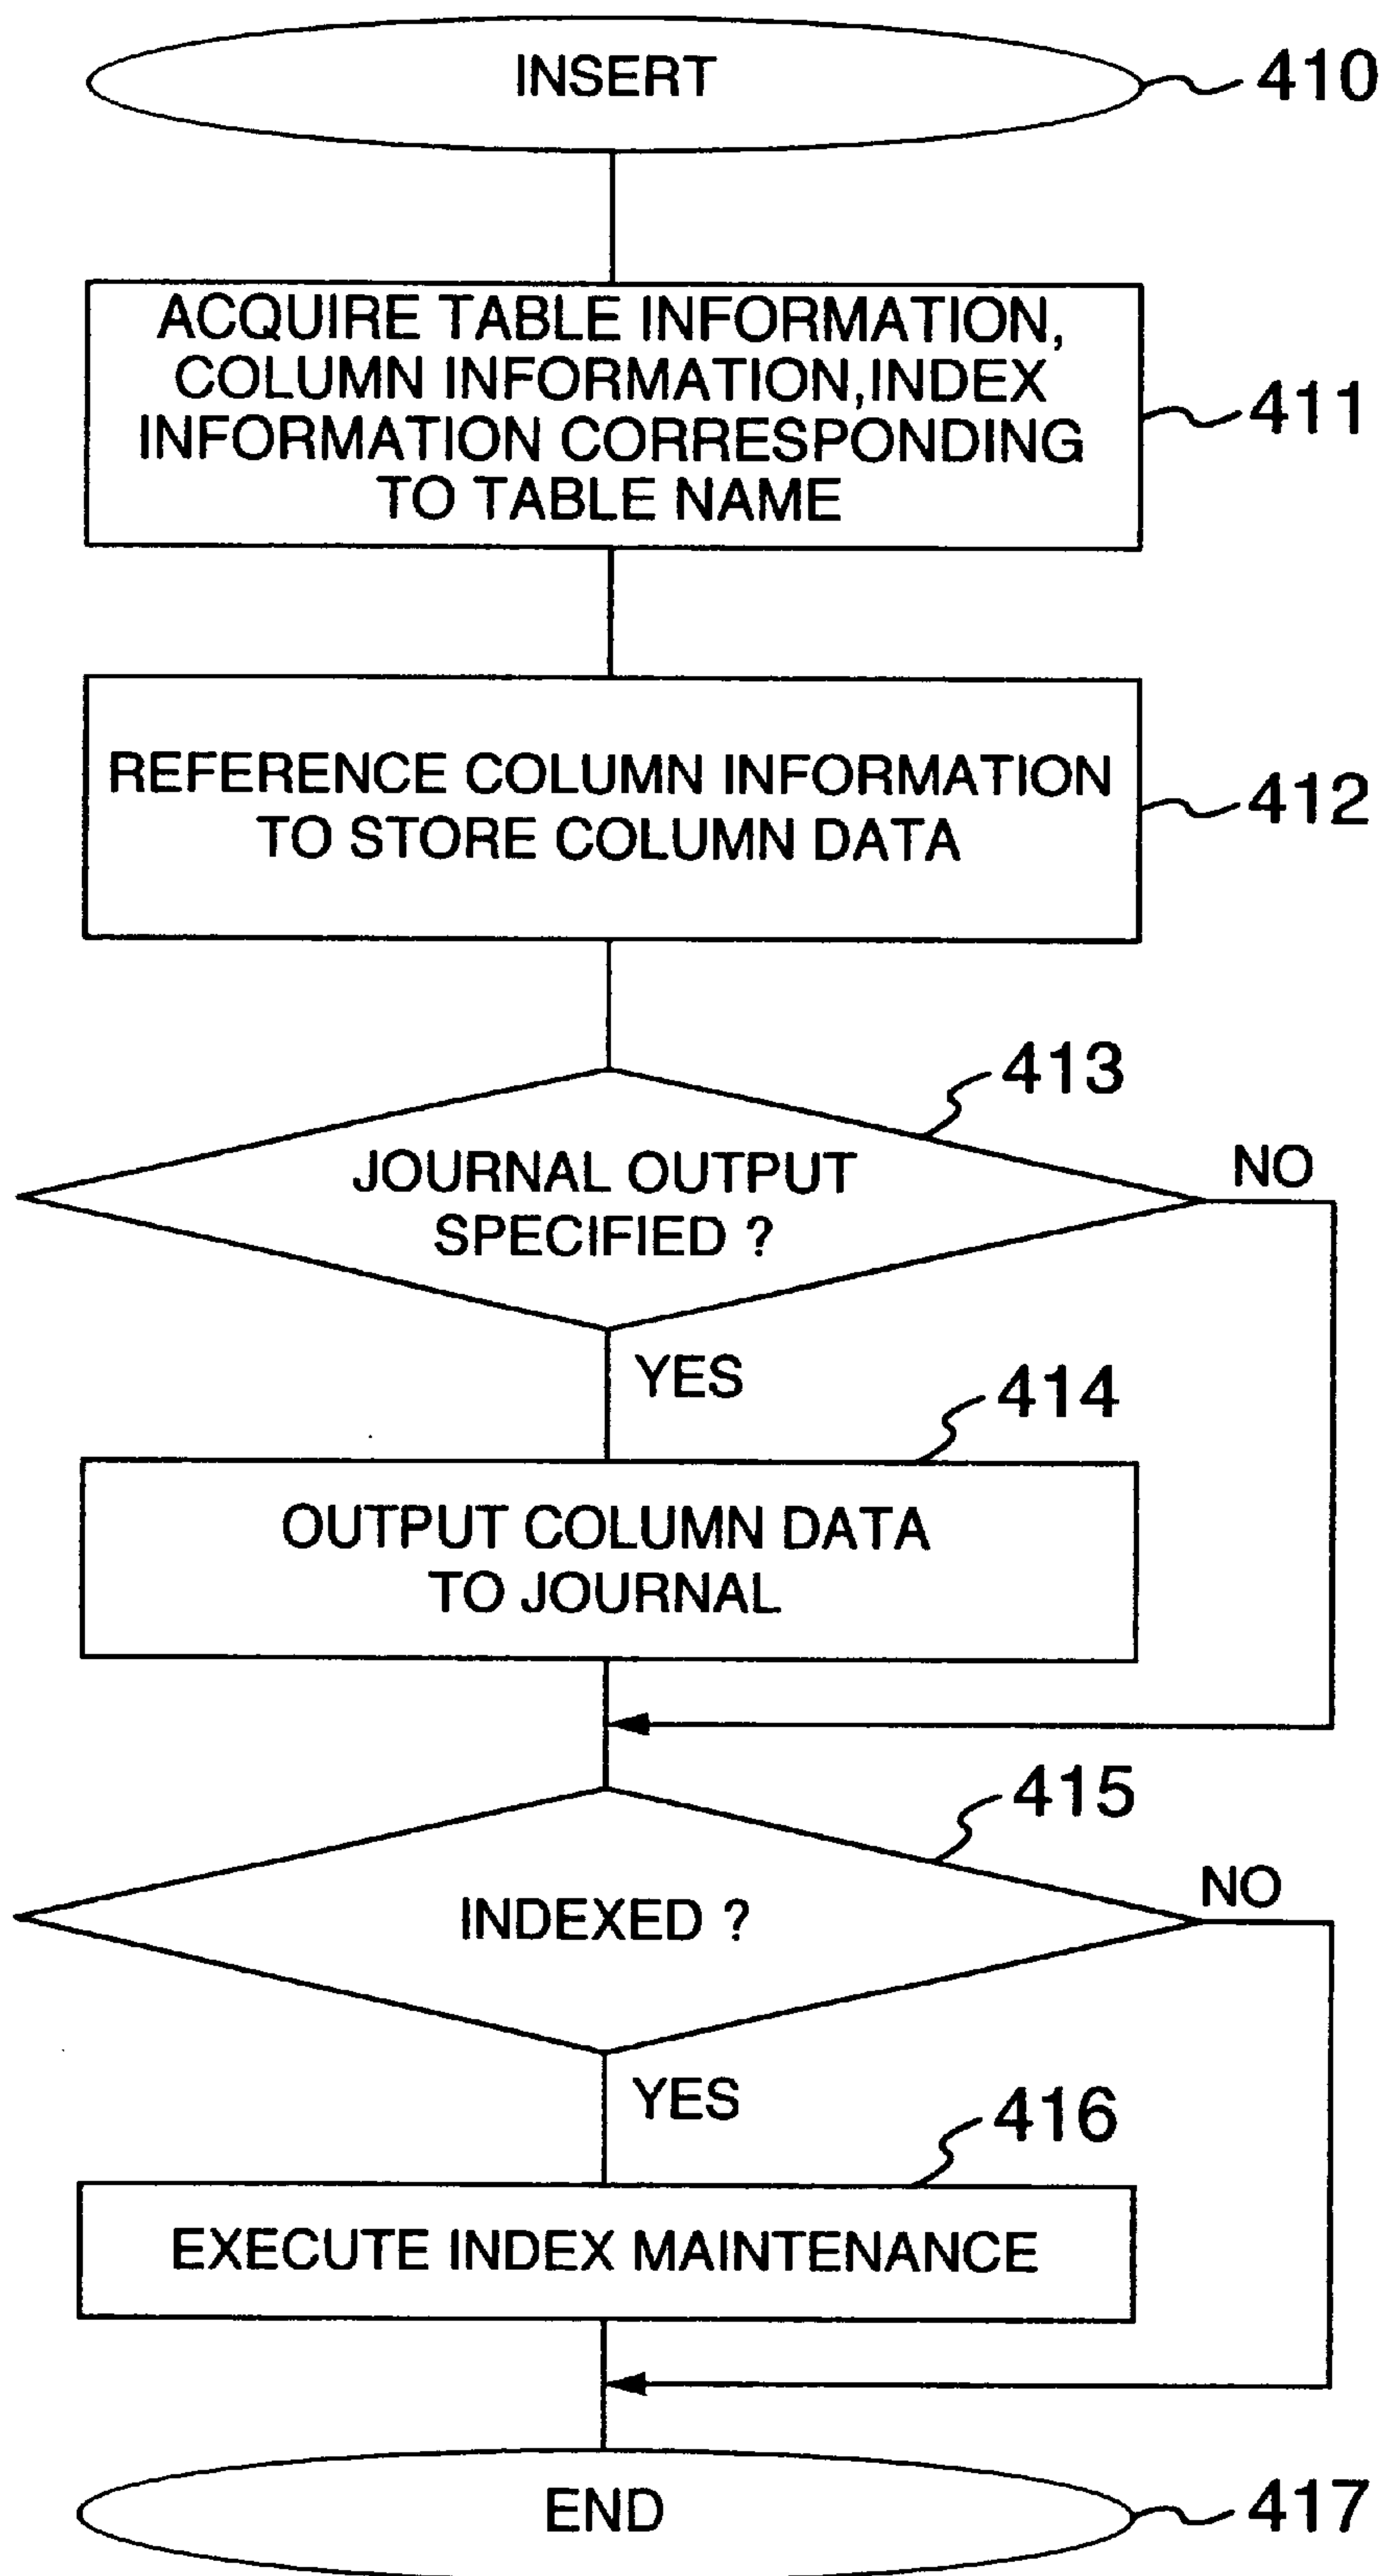 INSERT
410
ACQUIRE TABLE INFORMATION,
COLUMN INFORMATION,INDEX
INFORMATION CORRESPONDING
TO TABLE NAME
411
REFERENCE COLUMN INFORMATION
TO STORE COLUMN DATA
412
413
JOURNAL OUTPUT
SPECIFIED ?
NO
YES
414
OUTPUT COLUMN DATA
TO JOURNAL
415
INDEXED ?
NO
YES
416
EXECUTE INDEX MAINTENANCE
END
417